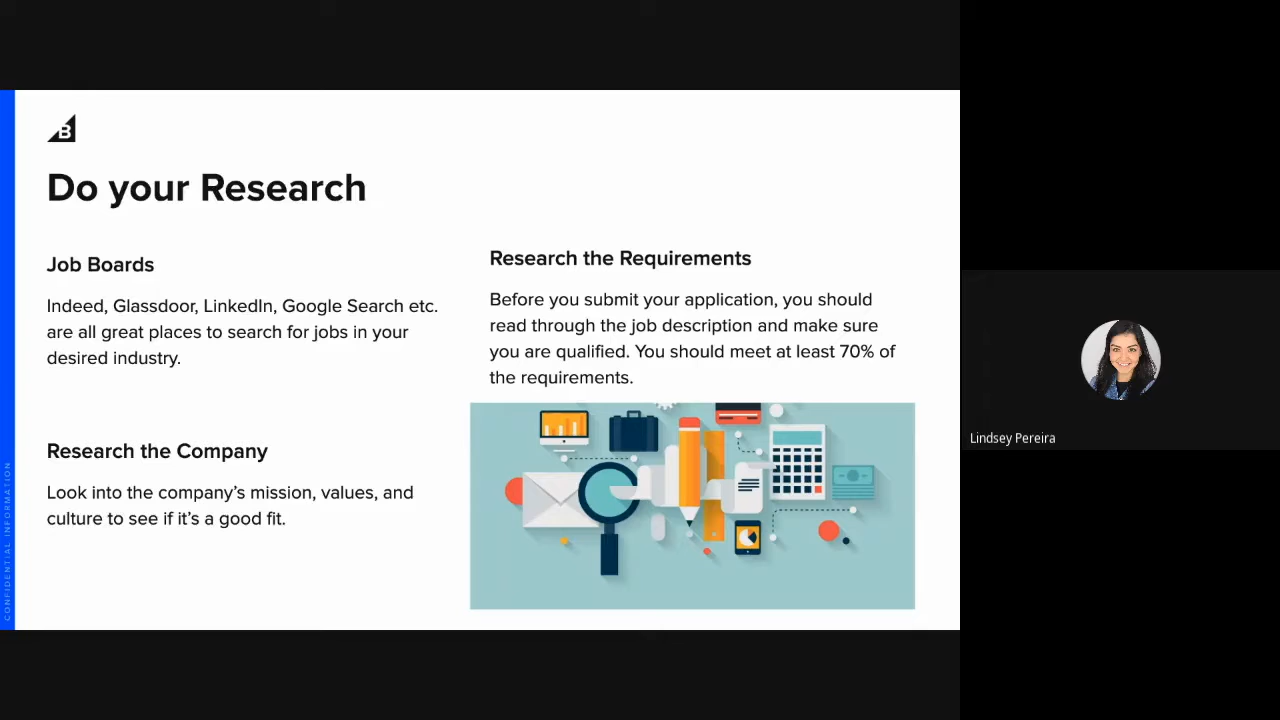 B
Do your Research
Job Boards
Indeed, Glassdoor, LinkedIn, Google Search etc.
are all great places to search for jobs in your
desired industry.
Research the Company
Look into the company’s mission, values, and
culture to see if it’s a good fit.
Research the Requirements
Before you submit your application, you should
read through the job description and make sure
you are qualified. You should meet at least 70% of
the requirements.
CONFIDENTIAL INFORMATION
Lindsey Pereira